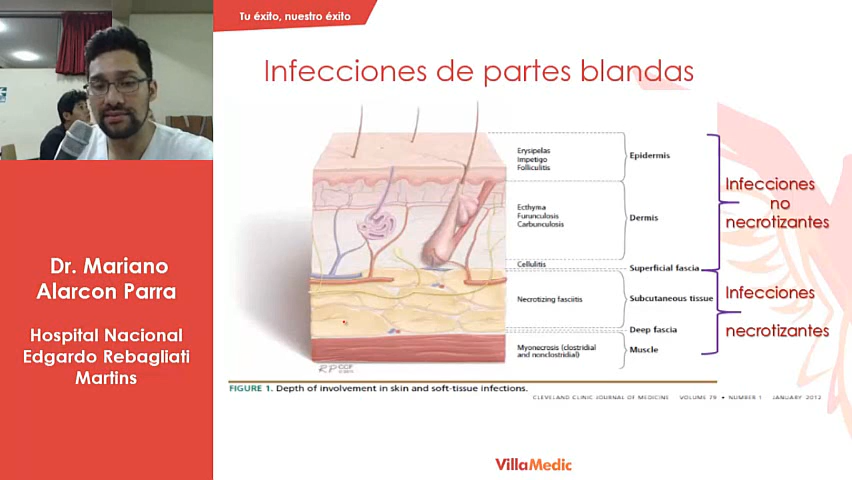 Tu éxito, nuestro éxito
Infecciones de partes blandas
Erysipelas
Impetigo
Folliculitis
Epidermis
Ecthyma
Furunculosis
Carbunculosis
Dermis
Cellulitis
Superficial fascia
Necrotizing fasciitis
Subcutaneous tissue
Deep fascia
Myonecrosis (clostridial
and nonclostridial)
Muscle
Infecciones
no
necrotizantes
Infecciones
necrotizantes
FIGURE 1. Depth of involvement in skin and soft-tissue infections.
CLEVELAND CLINIC JOURNAL OF MEDICINE VOLUME 79 • NUMBER 1 JANUARY 2012
Dr. Mariano
Alarcon Parra
Hospital Nacional
Edgardo Rebagliati
Martins
VillaMedic